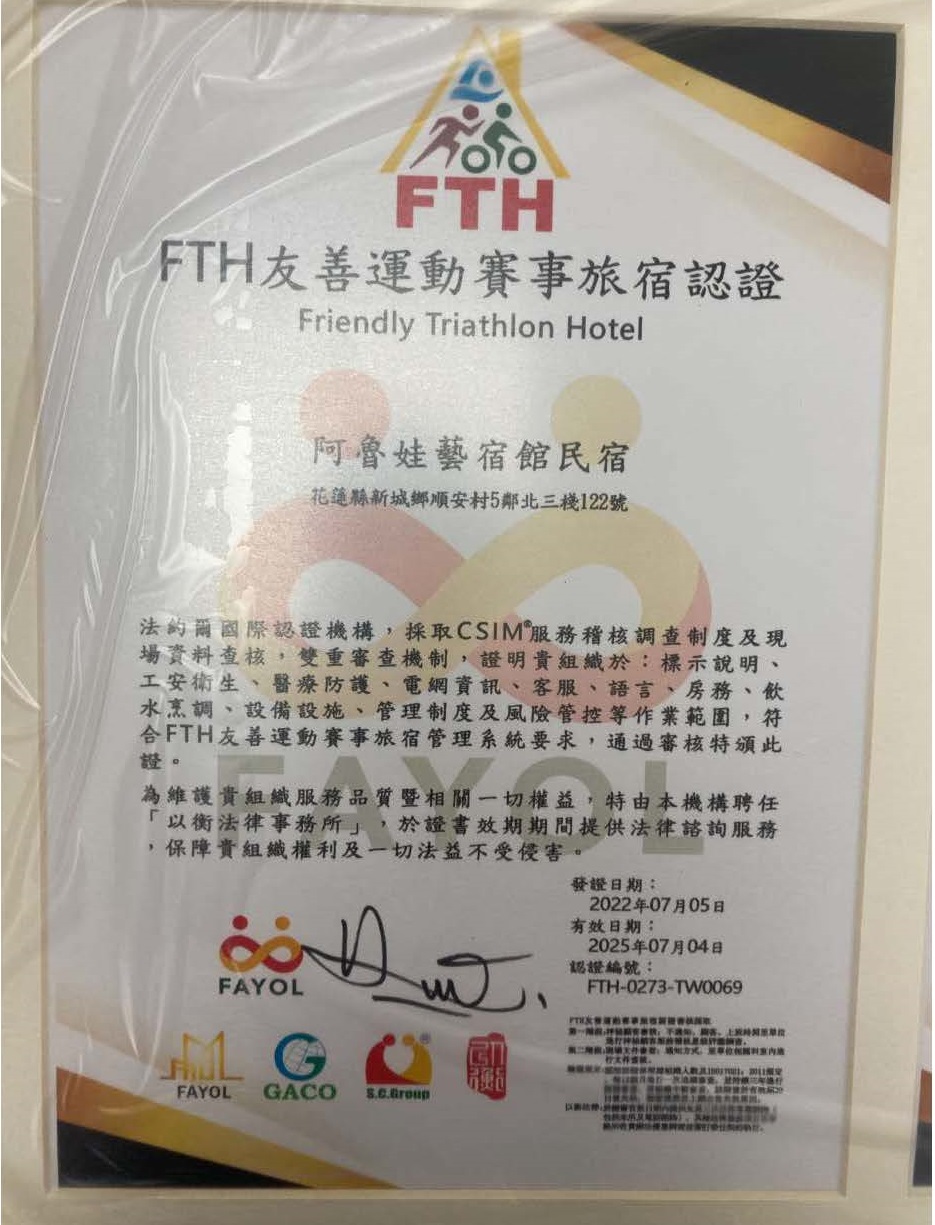 FTH
FTH友善運動賽事旅宿認證
Friendly Triathlon Hotel
阿魯娃藝宿館民宿
花蓮縣新城鄉順安村5鄰北三棧122號
法約爾國際認證機構，採取CSIM®服務稽核調查制度及現
場資料查核，雙重審查機制，證明貴組織於：標示說明、
工安衛生、醫療防護、電網資訊、客服、語言、房務、飲
水烹調、設備設施、管理制度及風險管控等作業範圍，符
合FTH友善運動賽事旅宿管理系統要求，通過審核特頒此
證。
為維護貴組織服務品質暨相關一切權益，特由本機構聘任
「以衡法律事務所」，於證書效期期間提供法律諮詢服務
，保障貴組織權利及一切法益不受侵害。
FAYOL
發證日期：
2022年07月05日
有效日期：
2025年07月04日
認證編號：
FTH-0273-TW0069
FAYOL
FAYOL
GACO
S.C.Group